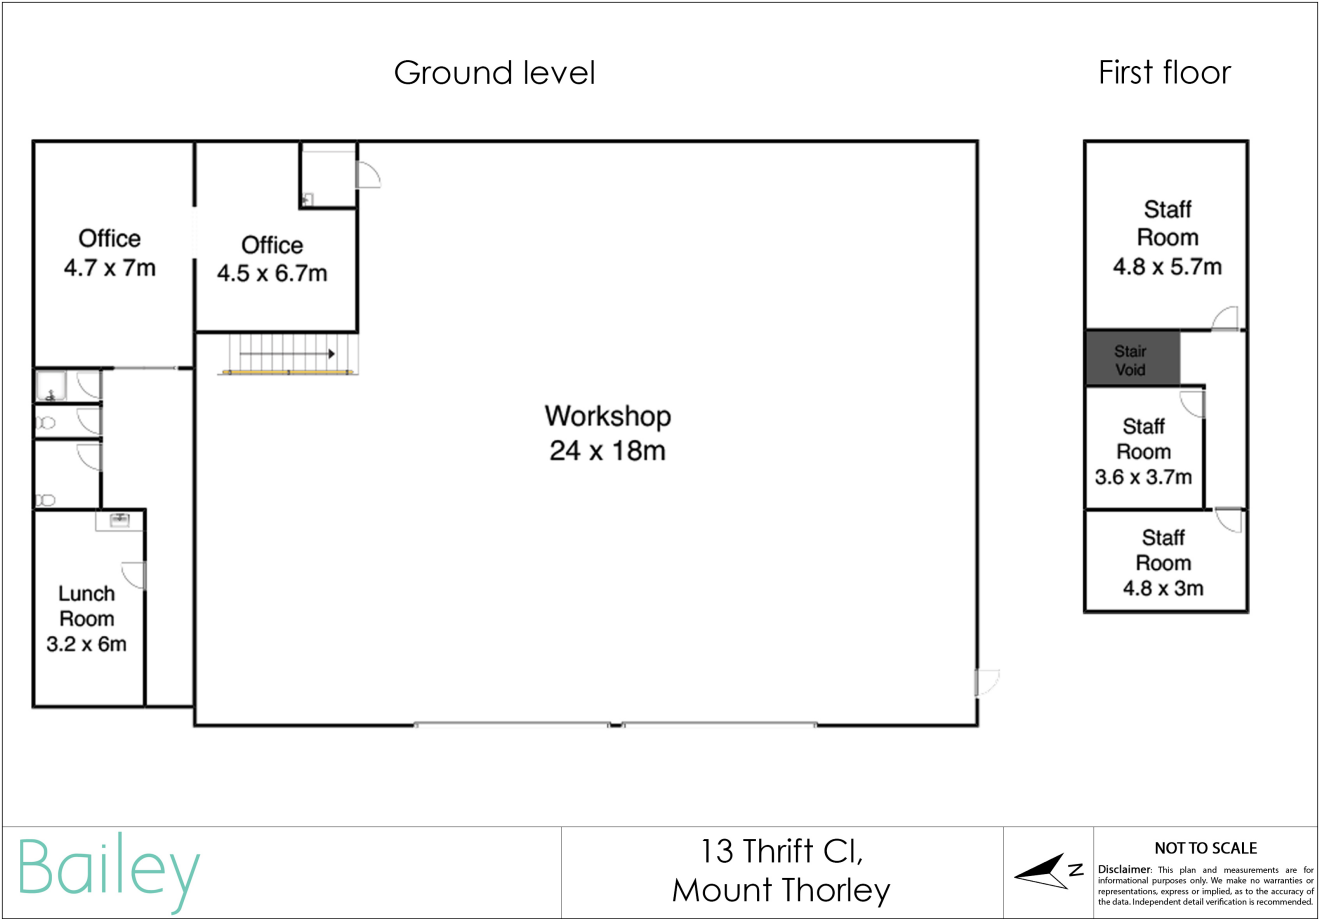 Ground level
First floor
Office
4.7 x 7m
Office
4.5 x 6.7m
Workshop
24 x 18m
Lunch
Room
3.2 x 6m
Staff
Room
4.8 x 5.7m
Stair
Void
Staff
Room
3.6 x 3.7m
Staff
Room
4.8 x 3m
Bailey
13 Thrift Cl,
Mount Thorley
N
NOT TO SCALE
Disclaimer: This plan and measurements are for
informational purposes only. We make no warranties or
representations, express or implied, as to the accuracy of
the data. Independent detail verification is recommended.